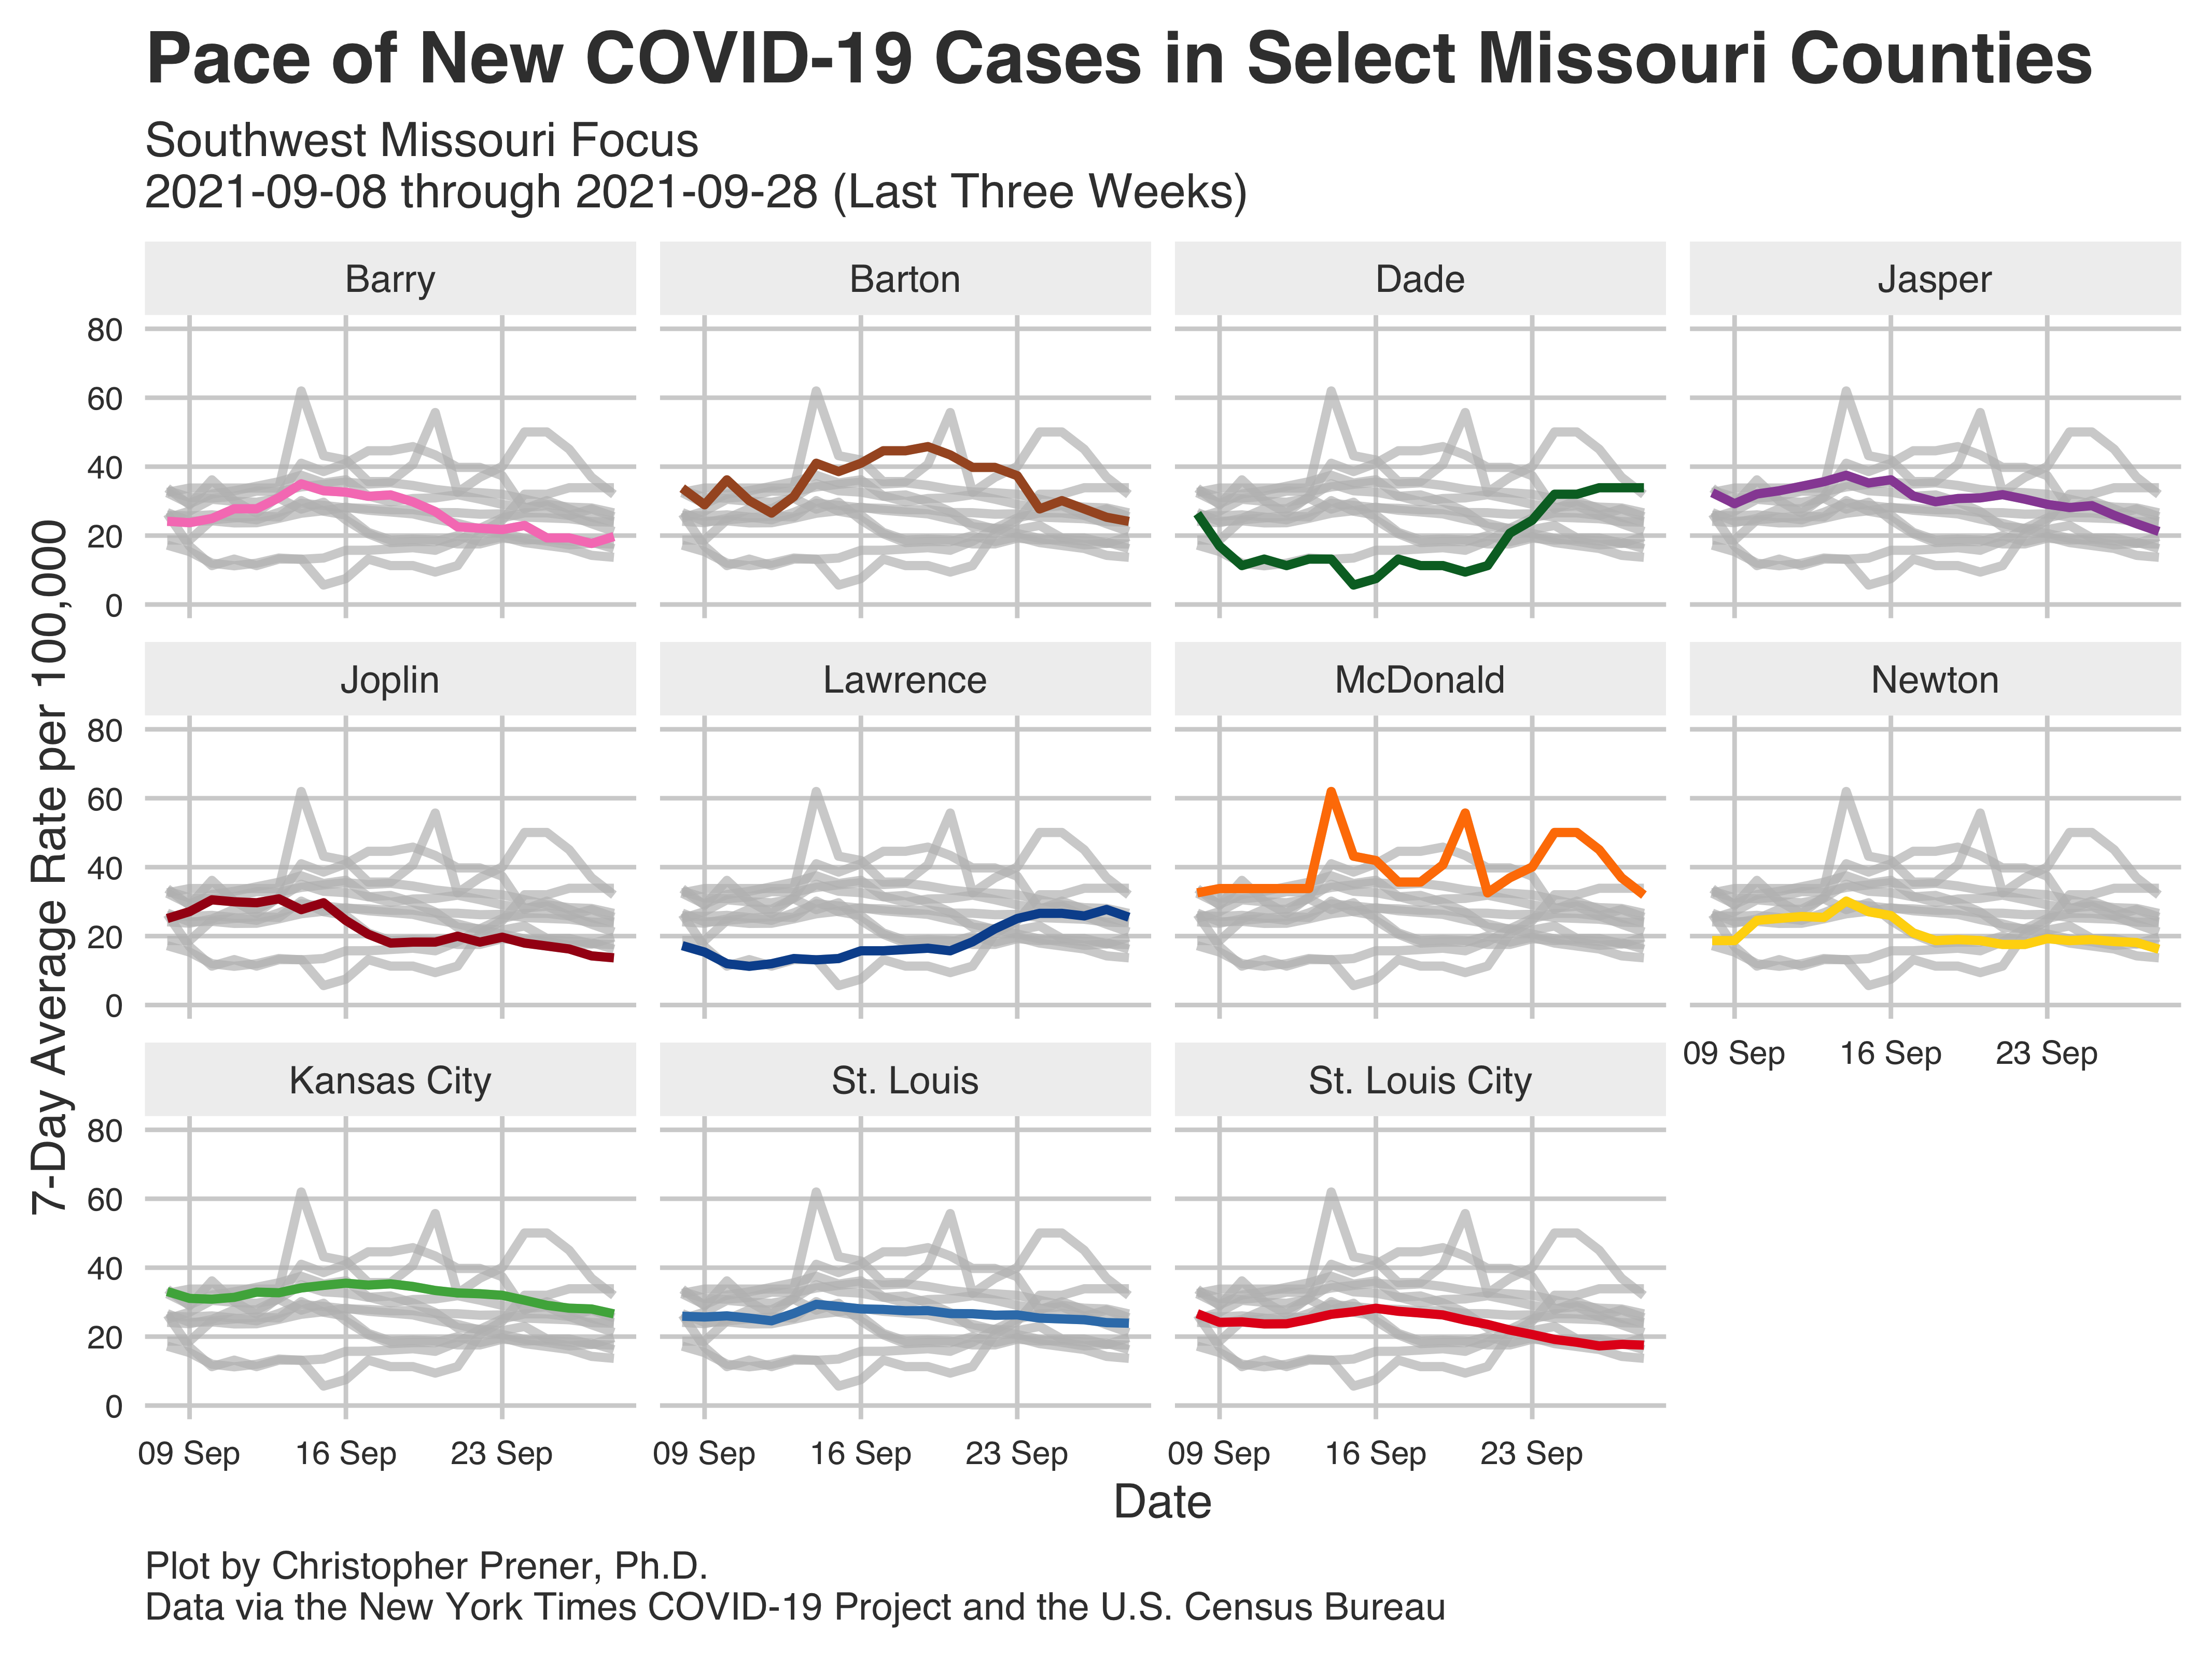 Pace of New COVID-19 Cases in Select Missouri Counties
Southwest Missouri Focus
2021-09-08 through 2021-09-28 (Last Three Weeks)
7-Day Average Rate per 100,000
Barry
Barton
Dade
Jasper
80
60
40
20
0
Joplin
Lawrence
McDonald
Newton
80
60
40
20
0
09 Sep
16 Sep
23 Sep
Kansas City
St. Louis
St. Louis City
80
60
40
20
0
09 Sep
16 Sep
23 Sep
09 Sep
16 Sep
23 Sep
09 Sep
16 Sep
23 Sep
Date
Plot by Christopher Prener, Ph.D.
Data via the New York Times COVID-19 Project and the U.S. Census Bureau